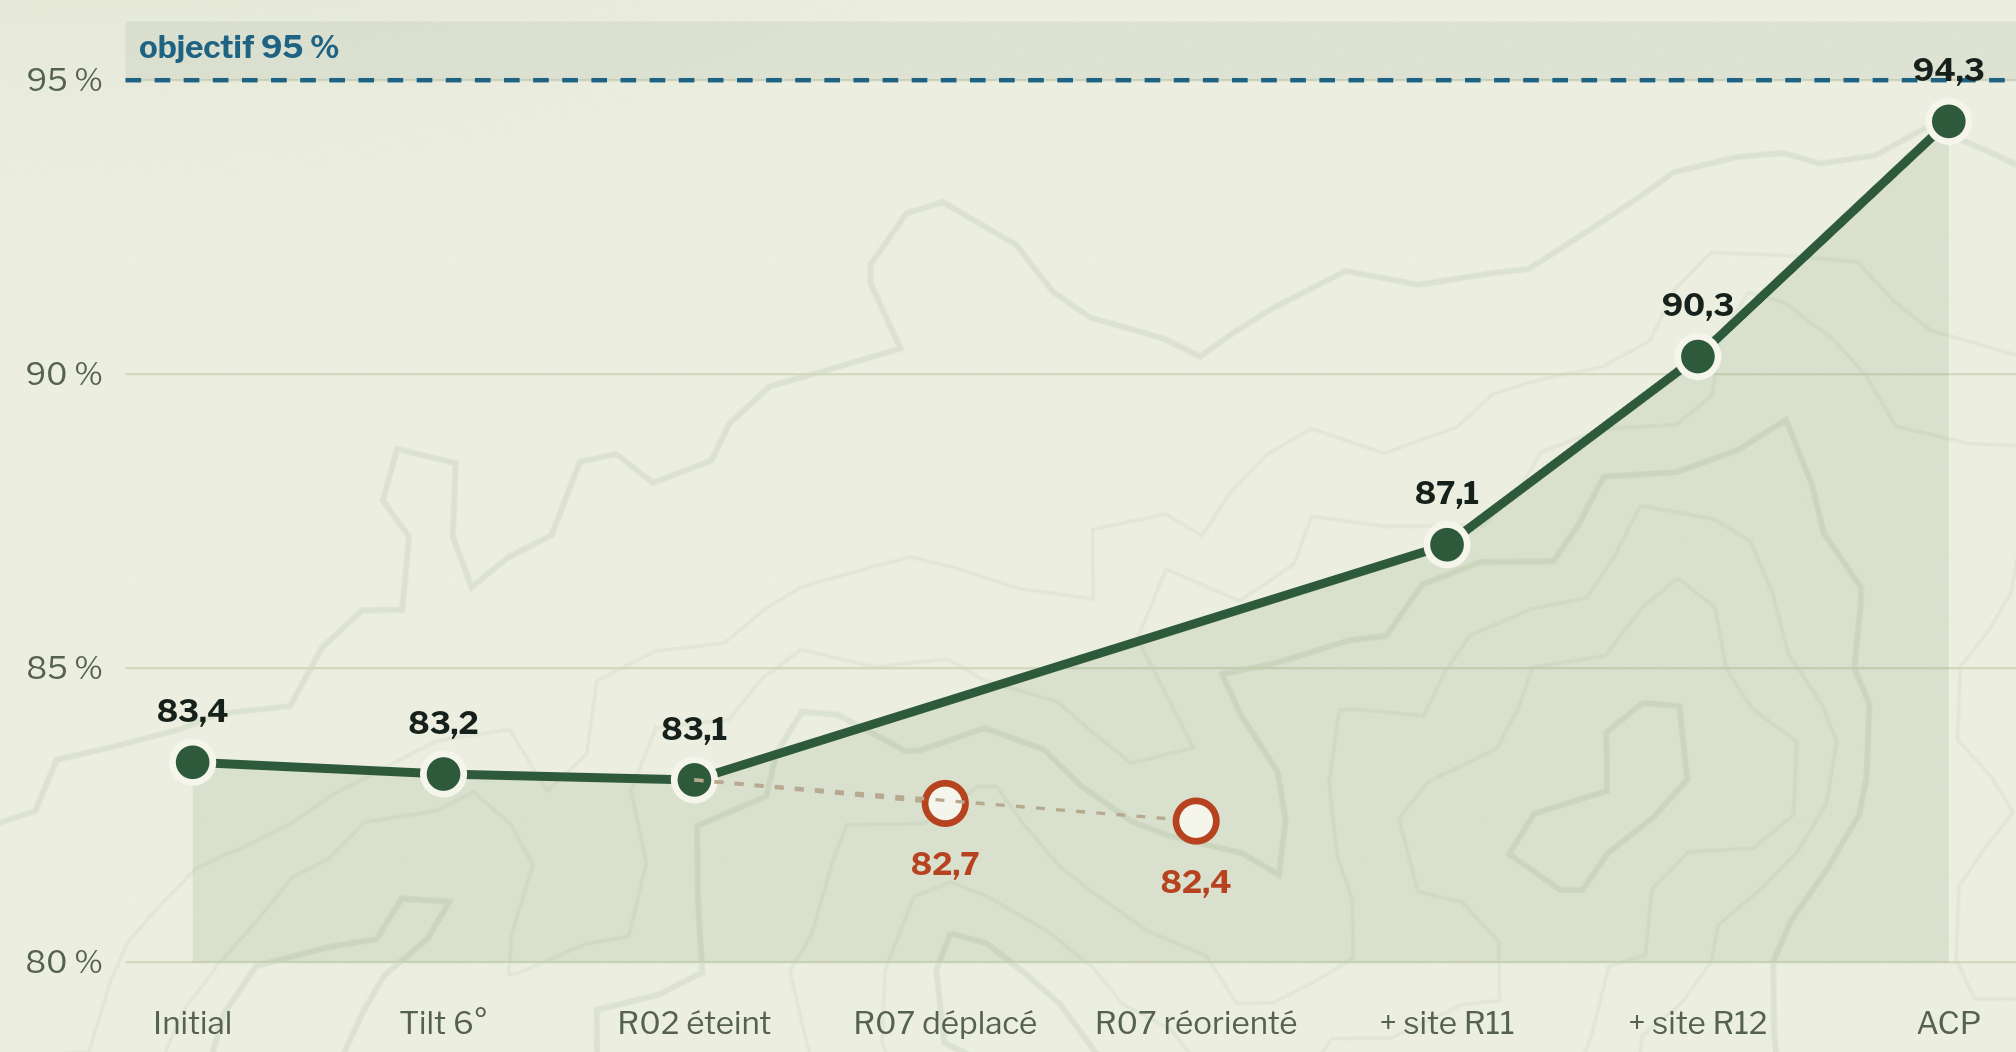 objectif 95 %
95 %
94,3
90,3
90 %
87,1
85 %
83,4
83,2
83,1
82,7
82,4
80 %
Initial
Tilt 6°
R02 éteint
R07 déplacé
R07 réorienté
+ site R11
+ site R12
ACP